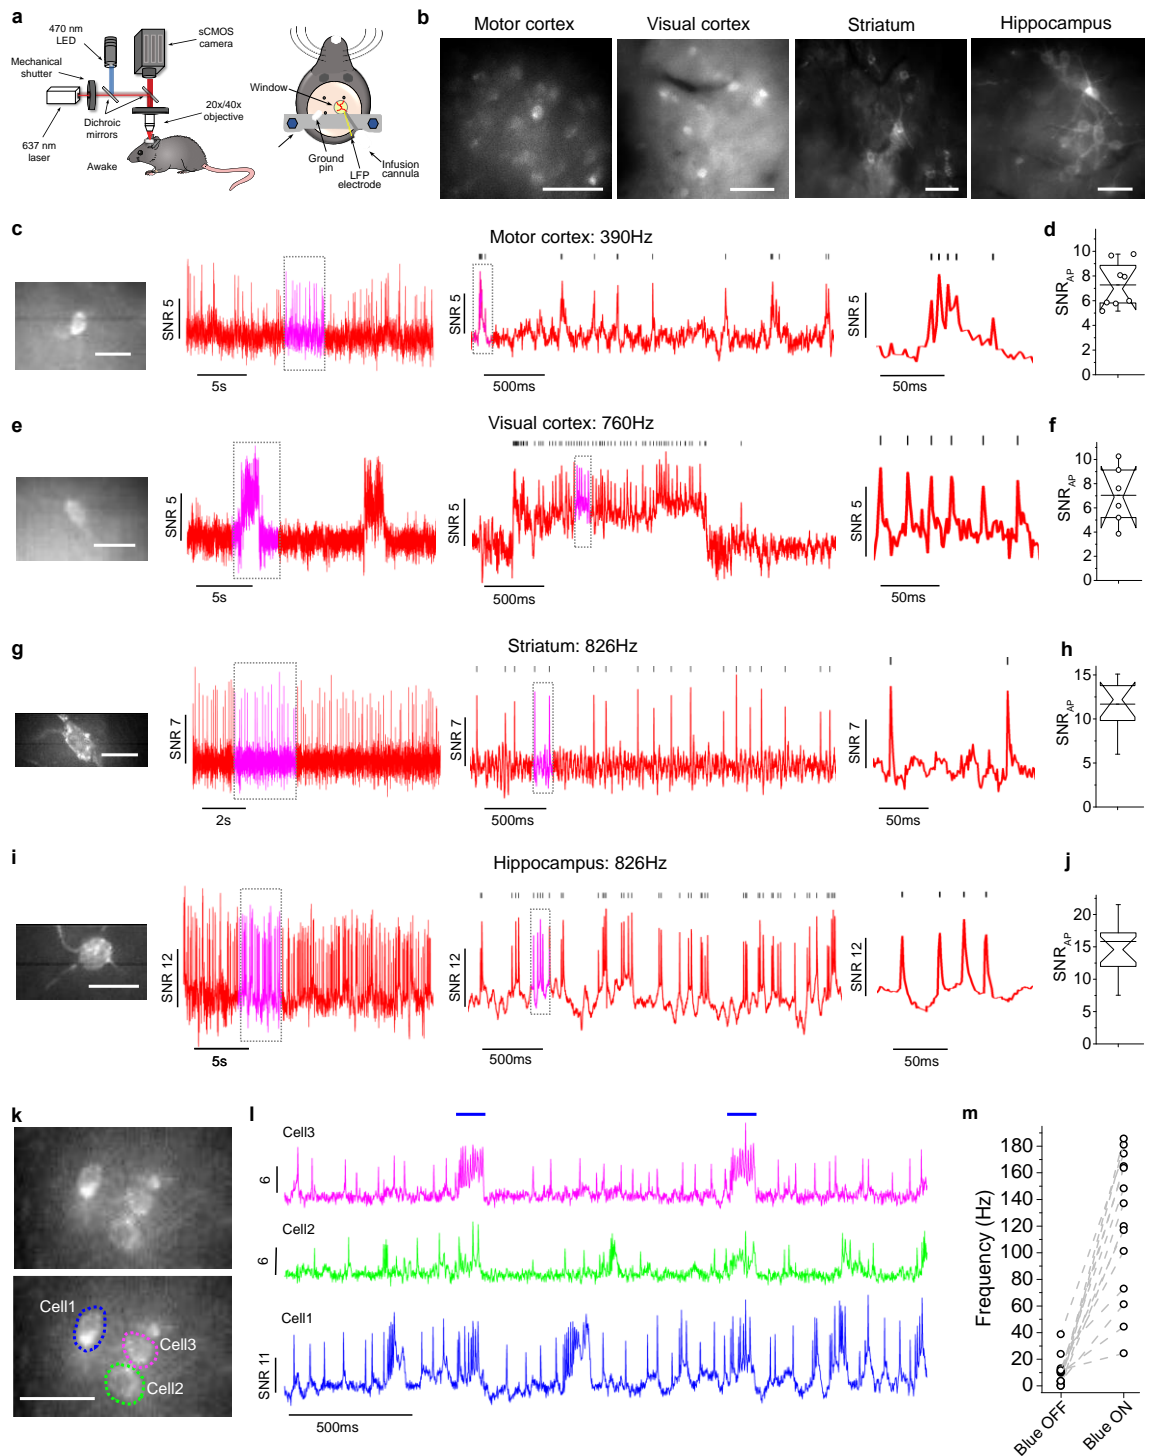 a
470 nm
LED
sCMOS
camera
Mechanical
shutter
20x/40x
objective
Dichroic
mirrors
637 nm
laser
Awake
Window
Ground
pin
LFP
electrode
Infusion
cannula
b
Motor cortex
Visual cortex
Striatum
Hippocampus
c
Motor cortex: 390Hz
SNR 5
5s
500ms
SNR 5
50ms
d
SNR_AP
10
8
6
4
2
0
e
Visual cortex: 760Hz
SNR 5
5s
SNR 5
500ms
SNR 5
50ms
f
SNR_AP
10
8
6
4
2
0
g
Striatum: 826Hz
SNR 7
2s
SNR 7
500ms
SNR 7
50ms
h
SNR_AP
15
10
5
0
i
Hippocampus: 826Hz
SNR 12
5s
SNR 12
500ms
SNR 12
50ms
j
SNR_AP
20
15
10
5
0
k
Cell1
Cell3
Cell2
l
Cell3
6
Cell2
6
Cell1
SNR 11
500ms
m
Frequency (Hz)
180
160
140
120
100
80
60
40
20
0
Blue OFF
Blue ON